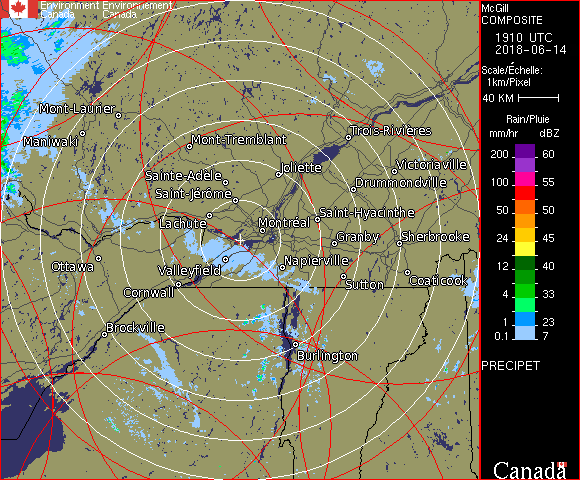 Environment Environnement
Canada Canada
McGill
COMPOSITE
1910 UTC
2018-06-14
Scale/Échelle:
1km/Pixel
40 KM
Rain/Pluie
mm/hr dBZ
200 60
100 55
50 50
24 45
12 40
4 33
1 23
0.1 7
PRECIPET
Canada
Mont-Laurier
Maniwaki
Mont-Tremblant
Trois-Rivières
Joliette
Victoriaville
Sainte-Adèle
Drummondville
Saint-Jérôme
Saint-Hyacinthe
Lachute
Montréal
Granby
Sherbrooke
Ottawa
Valleyfield
Napierville
Cornwall
Sutton
Coaticook
Brockville
Burlington